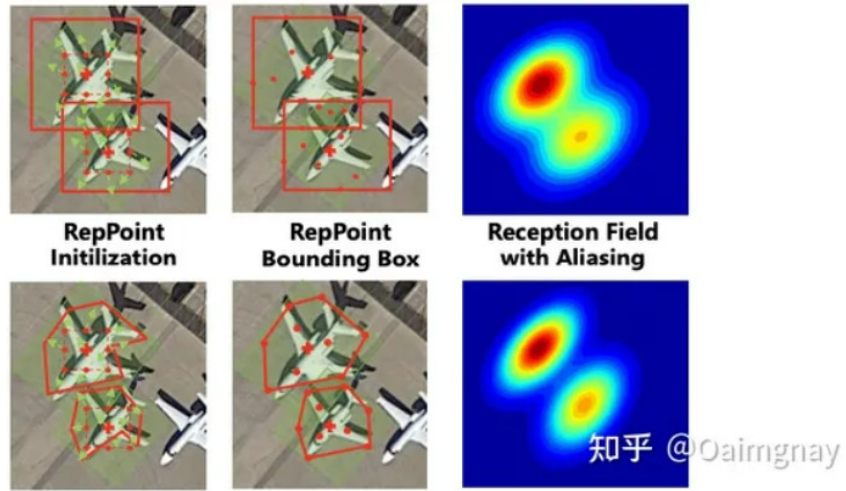 RepPoint
Initilization
RepPoint
Bounding Box
Reception Field
with Aliasing
知乎 @Oaimgnay